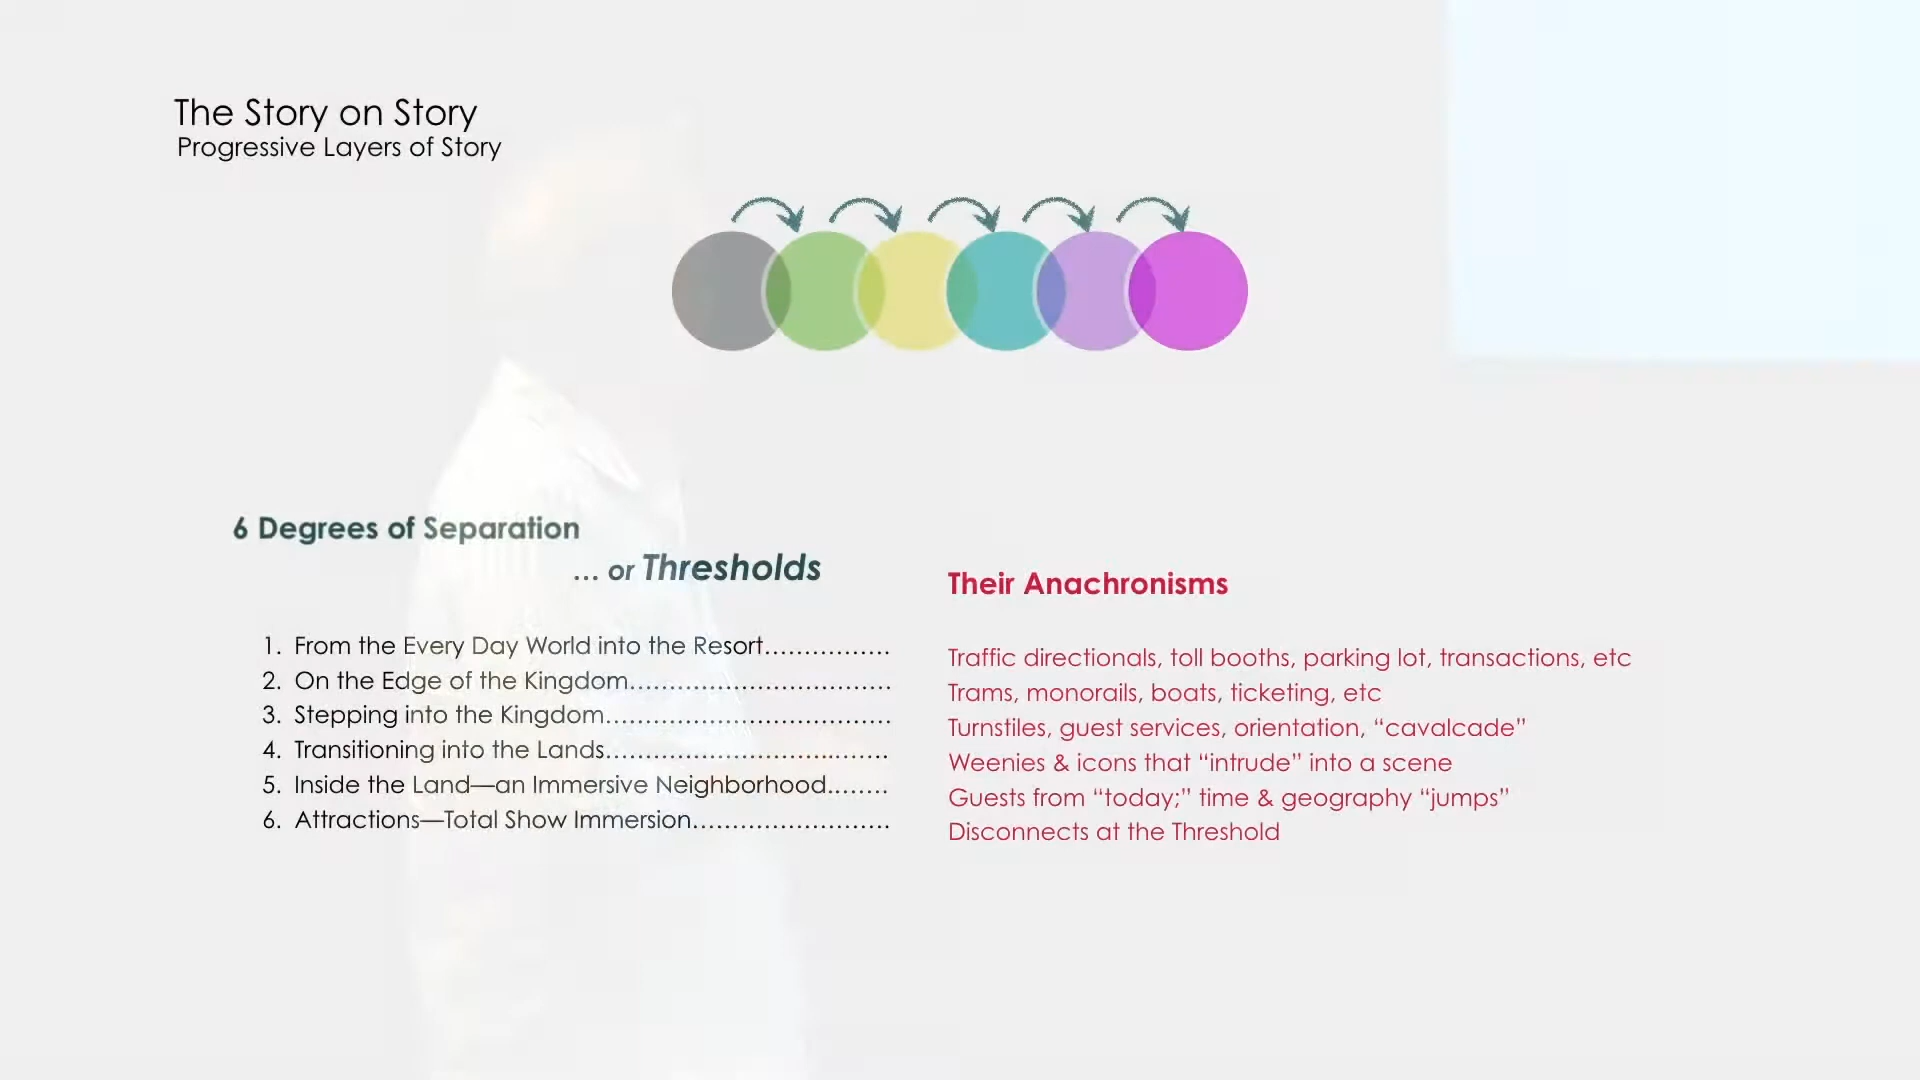 The Story on Story
Progressive Layers of Story
6 Degrees of Separation
... or Thresholds
Their Anachronisms
1. From the Every Day World into the Resort................
Traffic directionals, toll booths, parking lot, transactions, etc
2. On the Edge of the Kingdom.................................
Trams, monorails, boats, ticketing, etc
3. Stepping into the Kingdom....................................
Turnstiles, guest services, orientation, “cavalcade”
4. Transitioning into the Lands...................................
Weenies & icons that “intrude” into a scene
5. Inside the Land—an Immersive Neighborhood........
Guests from “today;” time & geography “jumps”
6. Attractions—Total Show Immersion.........................
Disconnects at the Threshold